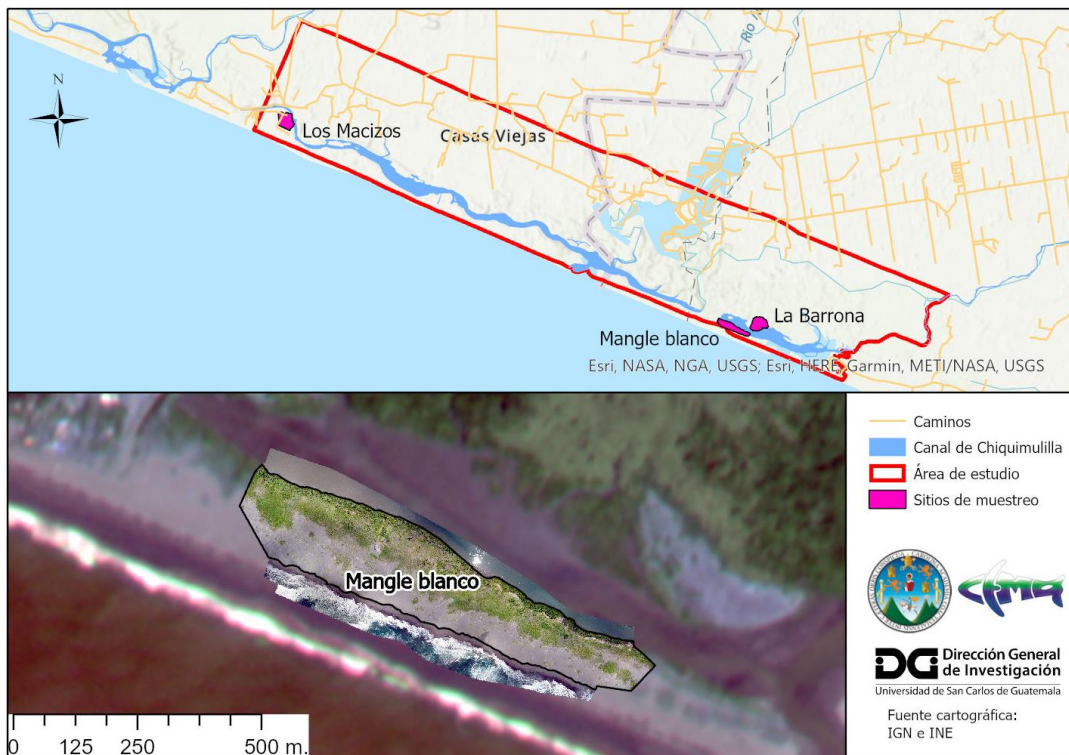 N
Los Macizos
Casas Viejas
La Barrona
Mangle blanco
Esri, NASA, NGA, USGS; Esri, HERE, Garmin, METI/NASA, USGS
Mangle blanco
0 125 250 500 m.
Caminos
Canal de Chiquimulilla
Área de estudio
Sitios de muestreo
cema
DGi Dirección General
de Investigación
Universidad de San Carlos de Guatemala
Fuente cartográfica:
IGN e INE